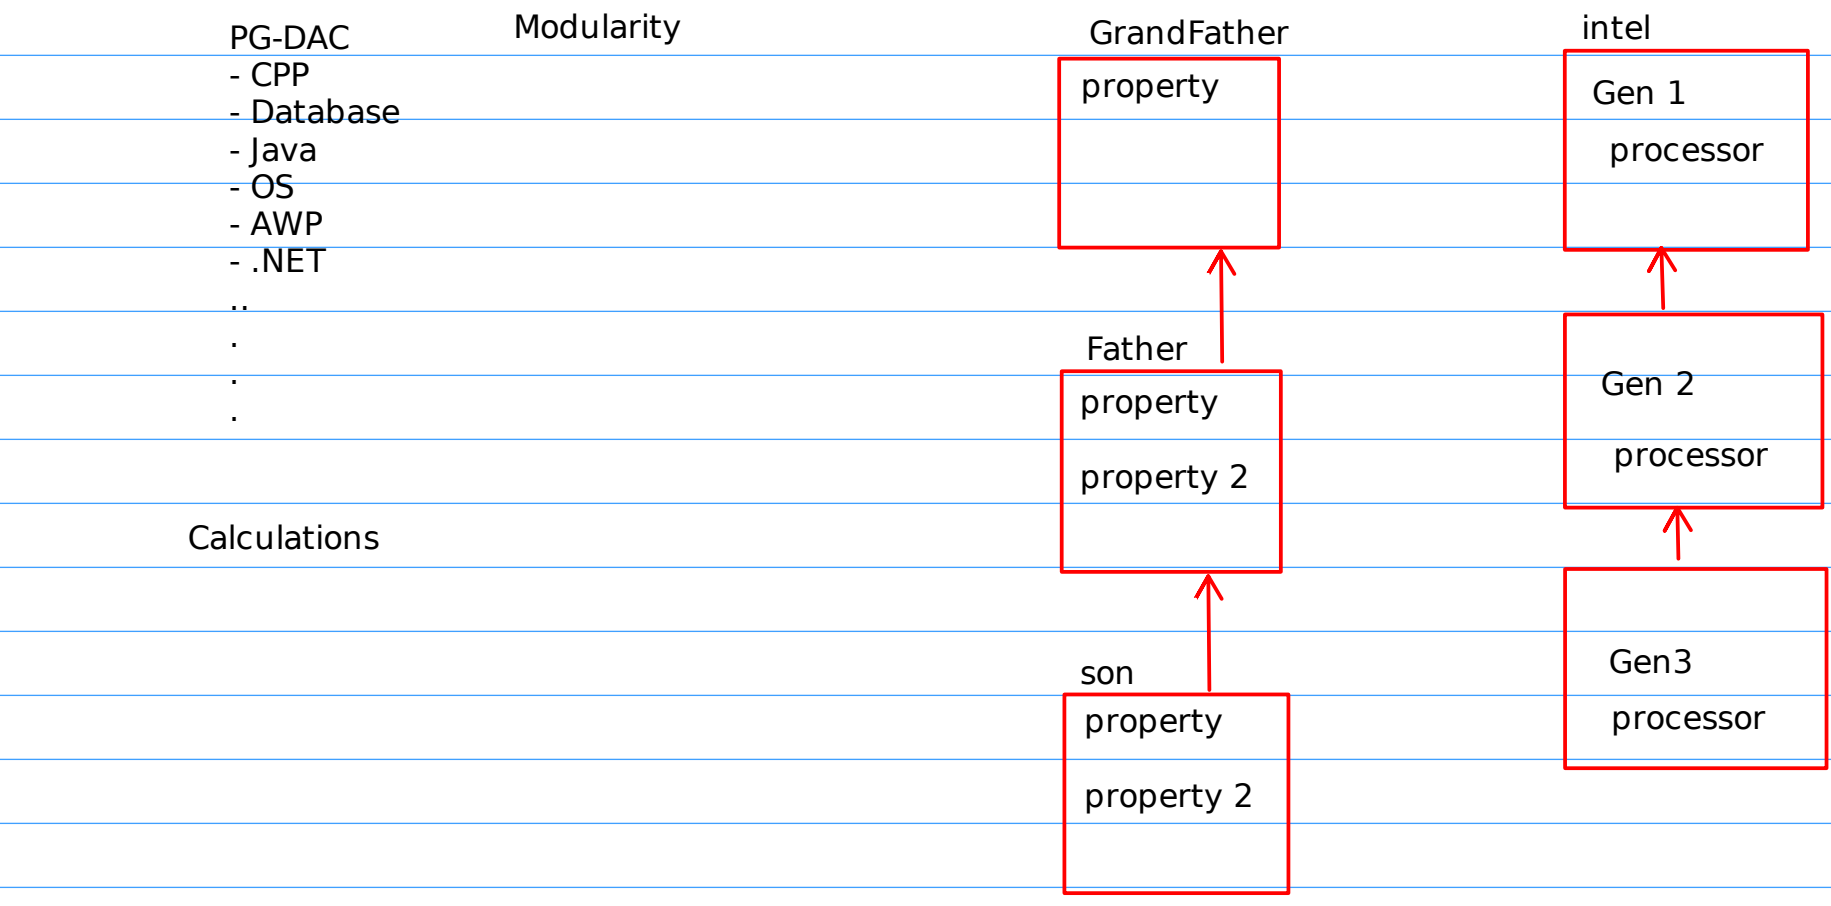 PG-DAC
- CPP
- Database
- Java
- OS
- AWP
- .NET
..
.
.
.
Calculations
Modularity
GrandFather
property
Father
property
property 2
son
property
property 2
intel
Gen 1
processor
Gen 2
processor
Gen3
processor